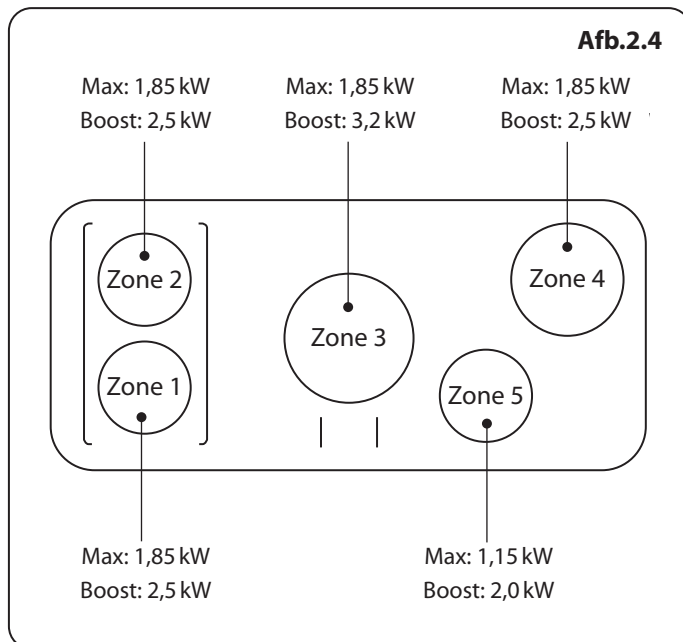 Afb.2.4
Max: 1,85 kW
Boost: 2,5 kW
Max: 1,85 kW
Boost: 3,2 kW
Max: 1,85 kW
Boost: 2,5 kW
Zone 2
Zone 1
Zone 3
Zone 4
Zone 5
Max: 1,85 kW
Boost: 2,5 kW
Max: 1,15 kW
Boost: 2,0 kW